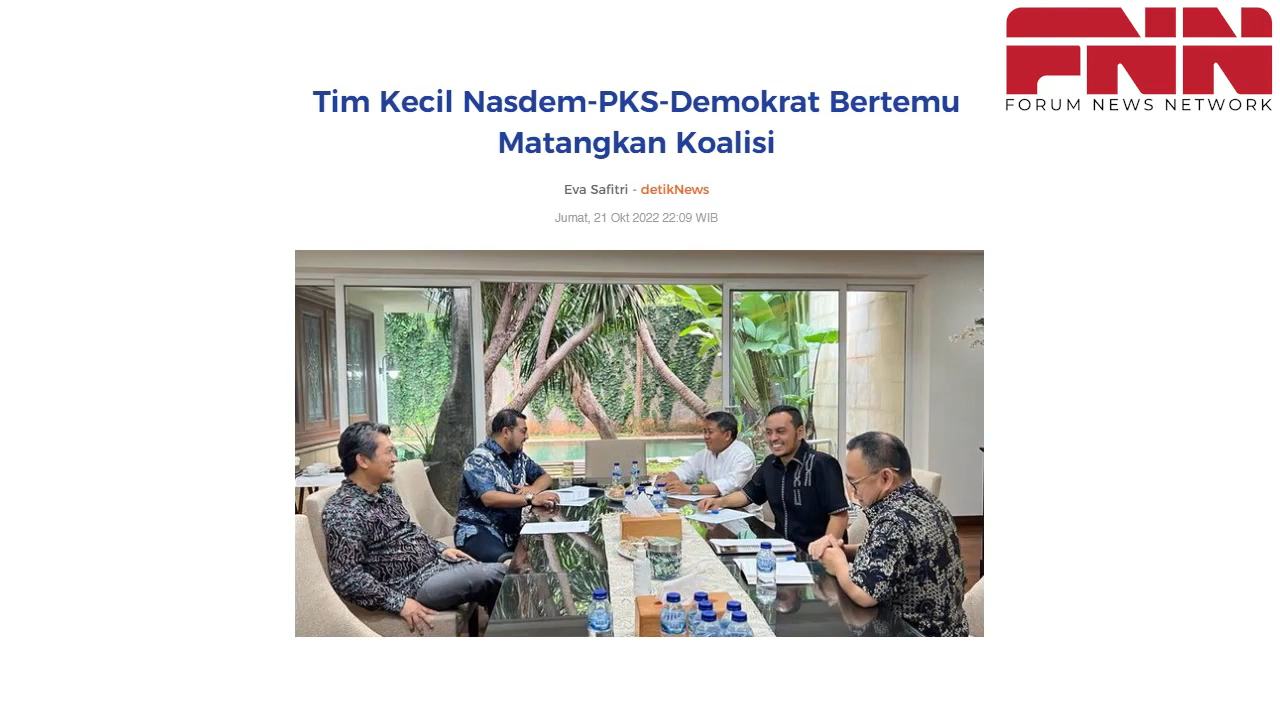 FNN
FORUM NEWS NETWORK
Tim Kecil Nasdem-PKS-Demokrat Bertemu
Matangkan Koalisi
Eva Safitri - detikNews
Jumat, 21 Okt 2022 22:09 WIB